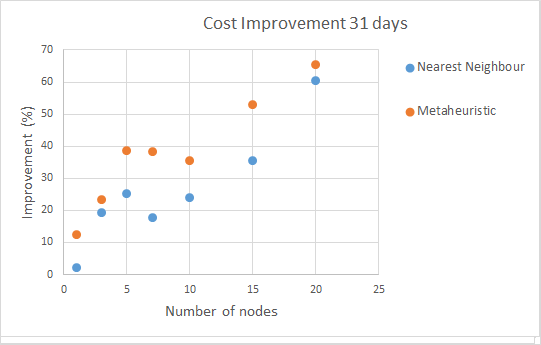 Cost Improvement 31 days
70
60
50
40
30
20
10
0
Improvement (%)
0 5 10 15 20 25
Number of nodes
Nearest Neighbour
Metaheuristic